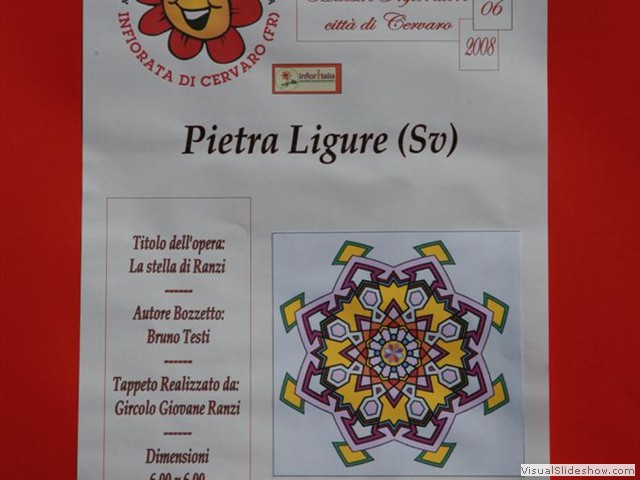 INFIORATA DI CERVARO (FR)
città di Cervaro
06
2008
Inforitalia
Pietra Ligure (Sv)
Titolo dell'opera:
La stella di Ranzi
------
Autore Bozzetto:
Bruno Testi
------
Tappeto Realizzato da:
Circolo Giovane Ranzi
------
Dimensioni
VisualSlideshow.com